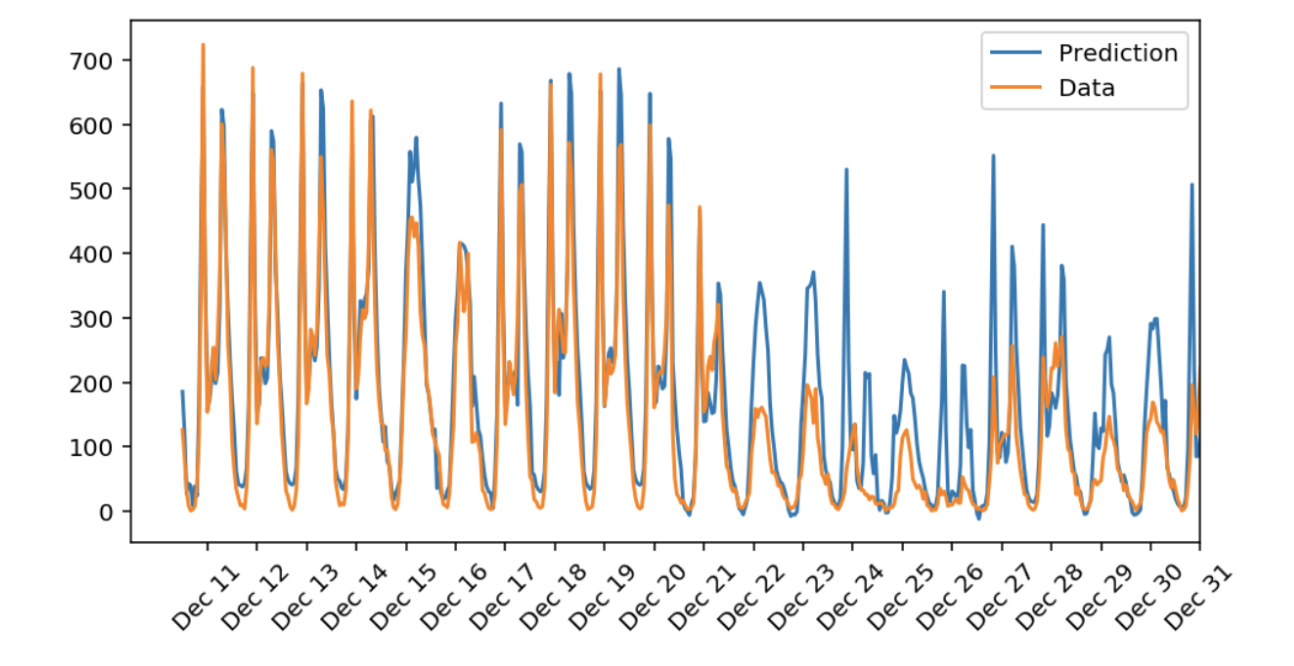 700
600
500
400
300
200
100
0
Prediction
Data
Dec 11
Dec 12
Dec 13
Dec 14
Dec 15
Dec 16
Dec 17
Dec 18
Dec 19
Dec 20
Dec 21
Dec 22
Dec 23
Dec 24
Dec 25
Dec 26
Dec 27
Dec 28
Dec 29
Dec 30
Dec 31